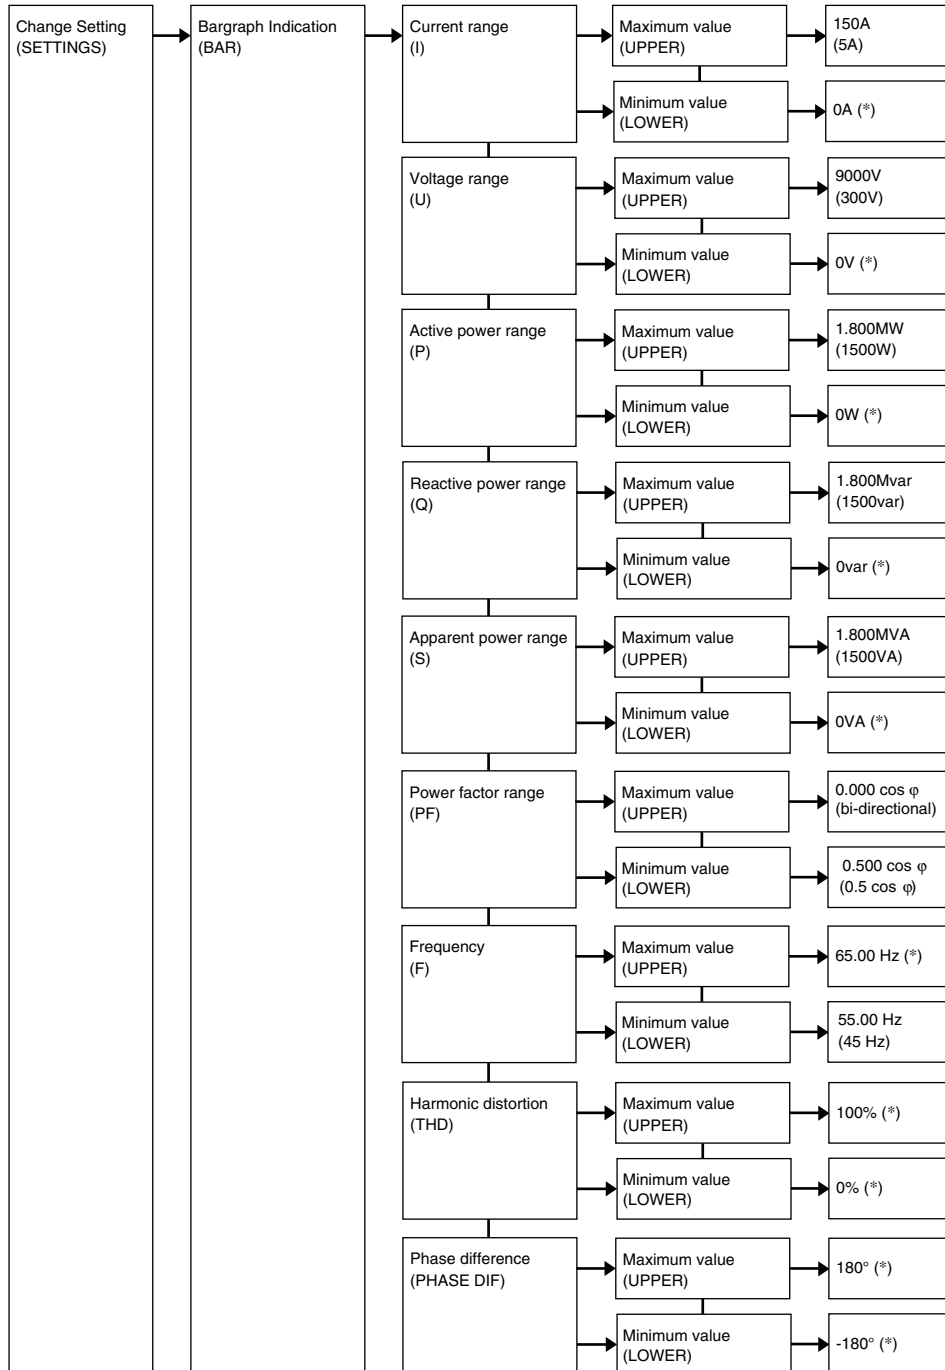 Change Setting
(SETTINGS)
Bargraph Indication
(BAR)
Current range
(I)
Maximum value
(UPPER)
150A
(5A)
Minimum value
(LOWER)
0A (*)
Voltage range
(U)
Maximum value
(UPPER)
9000V
(300V)
Minimum value
(LOWER)
0V (*)
Active power range
(P)
Maximum value
(UPPER)
1.800MW
(1500W)
Minimum value
(LOWER)
0W (*)
Reactive power range
(Q)
Maximum value
(UPPER)
1.800Mvar
(1500var)
Minimum value
(LOWER)
0var (*)
Apparent power range
(S)
Maximum value
(UPPER)
1.800MVA
(1500VA)
Minimum value
(LOWER)
0VA (*)
Power factor range
(PF)
Maximum value
(UPPER)
0.000 cos φ
(bi-directional)
Minimum value
(LOWER)
0.500 cos φ
(0.5 cos φ)
Frequency
(F)
Maximum value
(UPPER)
65.00 Hz (*)
Minimum value
(LOWER)
55.00 Hz
(45 Hz)
Harmonic distortion
(THD)
Maximum value
(UPPER)
100% (*)
Minimum value
(LOWER)
0% (*)
Phase difference
(PHASE DIF)
Maximum value
(UPPER)
180° (*)
Minimum value
(LOWER)
-180° (*)